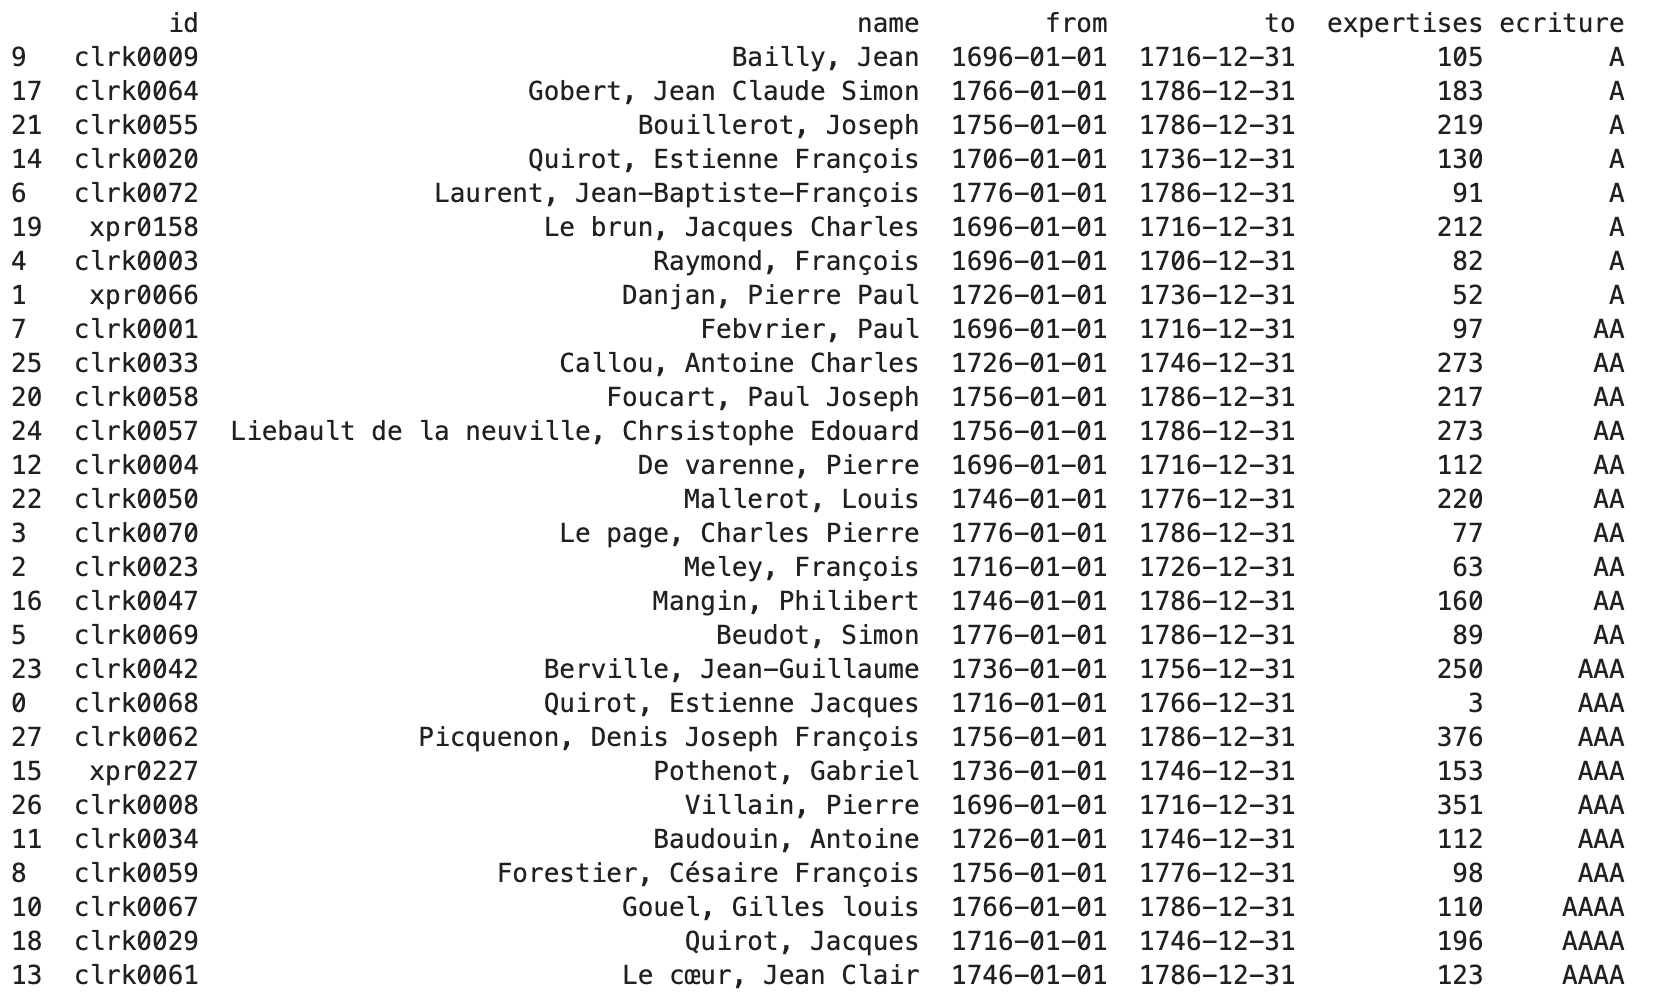 id name from to expertises ecriture
9 clrk0009 Bailly, Jean 1696-01-01 1716-12-31 105 A
17 clrk0064 Gobert, Jean Claude Simon 1766-01-01 1786-12-31 183 A
21 clrk0055 Bouillerot, Joseph 1756-01-01 1786-12-31 219 A
14 clrk0020 Quirot, Estienne François 1706-01-01 1736-12-31 130 A
6 clrk0072 Laurent, Jean-Baptiste-François 1776-01-01 1786-12-31 91 A
19 xpr0158 Le brun, Jacques Charles 1696-01-01 1716-12-31 212 A
4 clrk0003 Raymond, François 1696-01-01 1706-12-31 82 A
1 xpr0066 Danjan, Pierre Paul 1726-01-01 1736-12-31 52 A
7 clrk0001 Febvrier, Paul 1696-01-01 1716-12-31 97 AA
25 clrk0033 Callou, Antoine Charles 1726-01-01 1746-12-31 273 AA
20 clrk0058 Foucart, Paul Joseph 1756-01-01 1786-12-31 217 AA
24 clrk0057 Liebault de la neuville, Chrsistophe Edouard 1756-01-01 1786-12-31 273 AA
12 clrk0004 De varenne, Pierre 1696-01-01 1716-12-31 112 AA
22 clrk0050 Mallerot, Louis 1746-01-01 1776-12-31 220 AA
3 clrk0070 Le page, Charles Pierre 1776-01-01 1786-12-31 77 AA
2 clrk0023 Meley, François 1716-01-01 1726-12-31 63 AA
16 clrk0047 Mangin, Philibert 1746-01-01 1786-12-31 160 AA
5 clrk0069 Beudot, Simon 1776-01-01 1786-12-31 89 AA
23 clrk0042 Berville, Jean-Guillaume 1736-01-01 1756-12-31 250 AAA
0 clrk0068 Quirot, Estienne Jacques 1716-01-01 1766-12-31 3 AAA
27 clrk0062 Picquenon, Denis Joseph François 1756-01-01 1786-12-31 376 AAA
15 xpr0227 Pothenot, Gabriel 1736-01-01 1746-12-31 153 AAA
26 clrk0008 Villain, Pierre 1696-01-01 1716-12-31 351 AAA
11 clrk0034 Baudouin, Antoine 1726-01-01 1746-12-31 112 AAA
8 clrk0059 Forestier, Césaire François 1756-01-01 1776-12-31 98 AAA
10 clrk0067 Gouel, Gilles louis 1766-01-01 1786-12-31 110 AAAA
18 clrk0029 Quirot, Jacques 1716-01-01 1746-12-31 196 AAAA
13 clrk0061 Le cœur, Jean Clair 1746-01-01 1786-12-31 123 AAAA